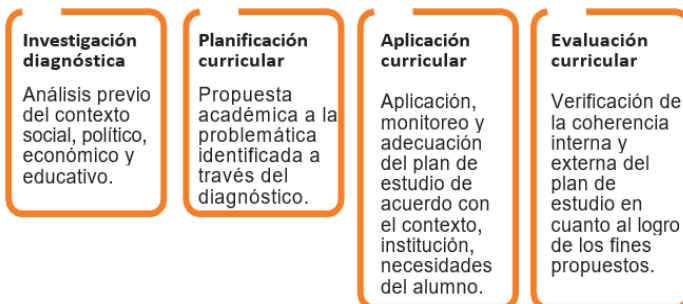 Investigación
diagnóstica
Análisis previo
del contexto
social, político,
económico y
educativo.
Planificación
curricular
Propuesta
académica a la
problemática
identificada a
través del
diagnóstico.
Aplicación
curricular
Aplicación,
monitoreo y
adecuación
del plan de
estudio de
acuerdo con
el contexto,
institución,
necesidades
del alumno.
Evaluación
curricular
Verificación de
la coherencia
interna y
externa del
plan de
estudio en
cuanto al logro
de los fines
propuestos.